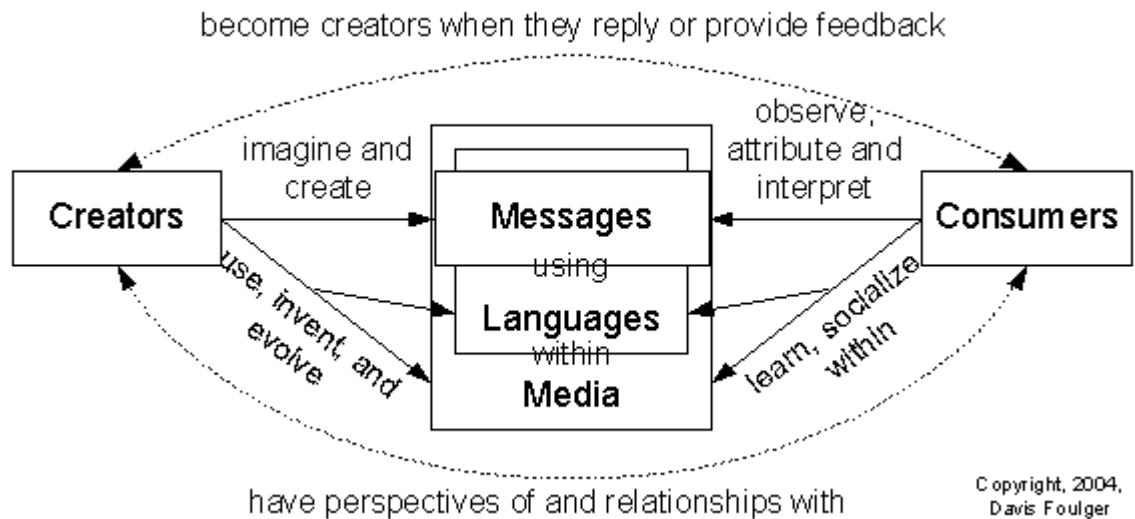 become creators when they reply or provide feedback
imagine and
create
observe,
attribute and
interpret
Creators
Messages
Consumers
using
Languages
within
Media
use, invent, and
evolve
learn, socialize
within
have perspectives of and relationships with
Copyright, 2004,
Davis Foulger